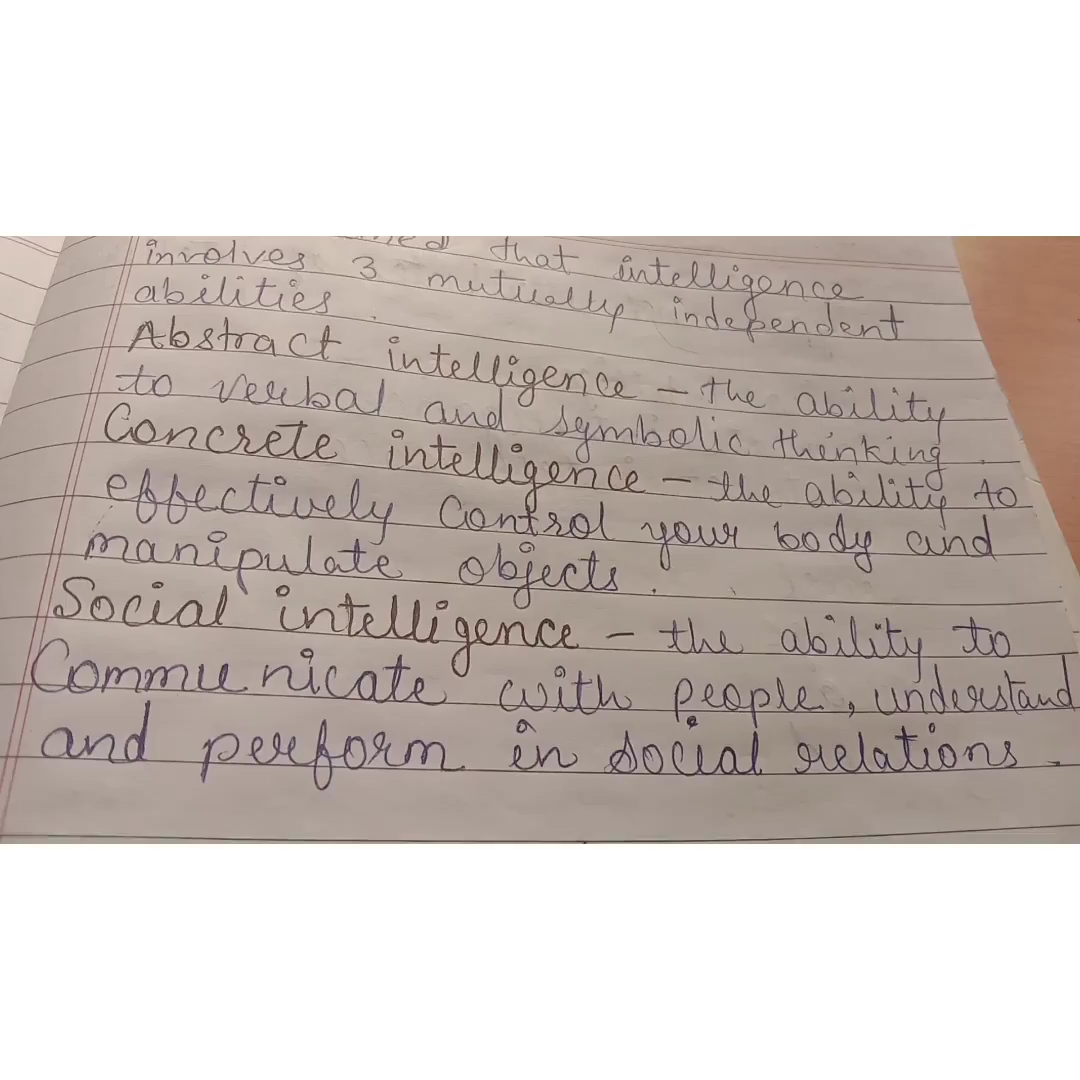 that intelligence
involves 3 mutually independent
abilities.
Abstract intelligence - the ability
to verbal and symbolic thinking.
Concrete intelligence - the ability to
effectively control your body and
manipulate objects.
Social intelligence - the ability to
Communicate with people, understand
and perform in social relations.